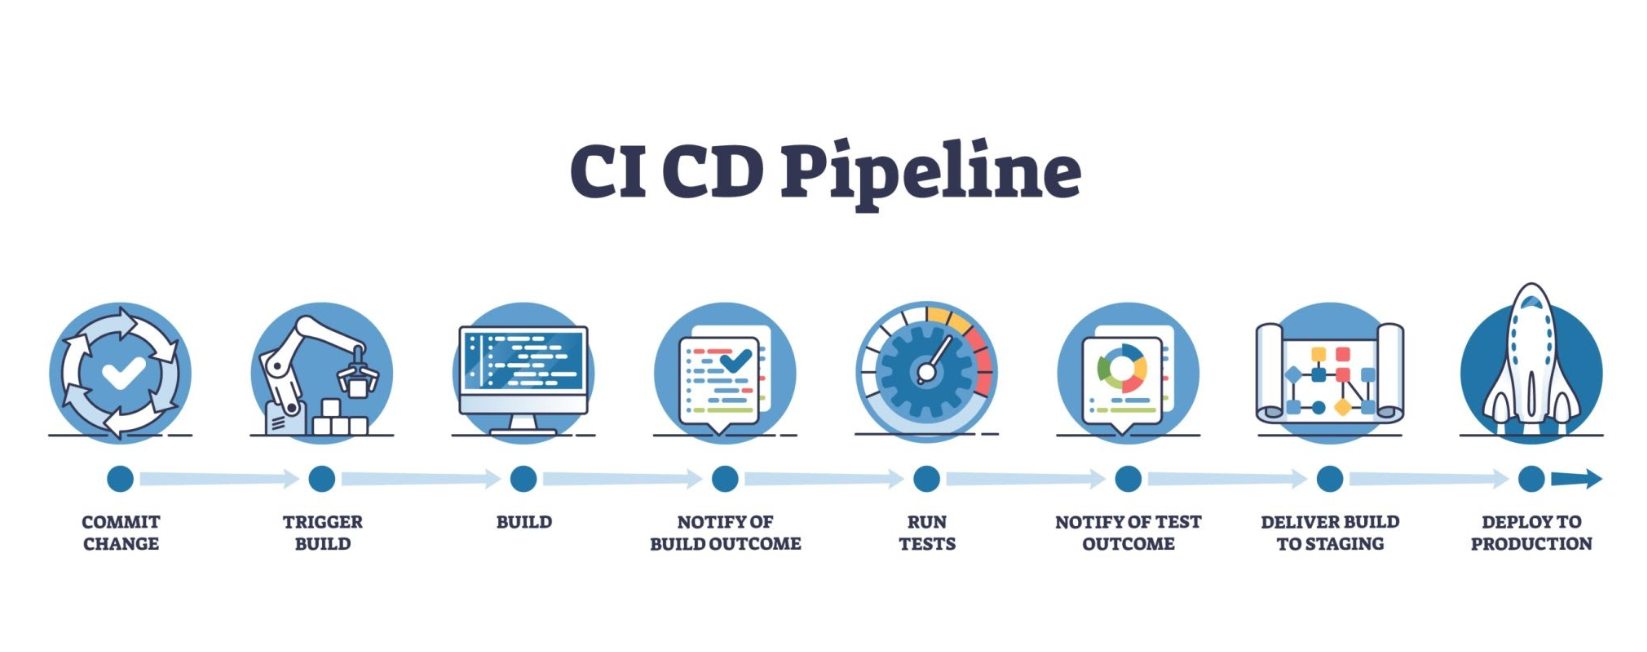 CI CD Pipeline
COMMIT
CHANGE
TRIGGER
BUILD
BUILD
NOTIFY OF
BUILD OUTCOME
RUN
TESTS
NOTIFY OF TEST
OUTCOME
DELIVER BUILD
TO STAGING
DEPLOY TO
PRODUCTION